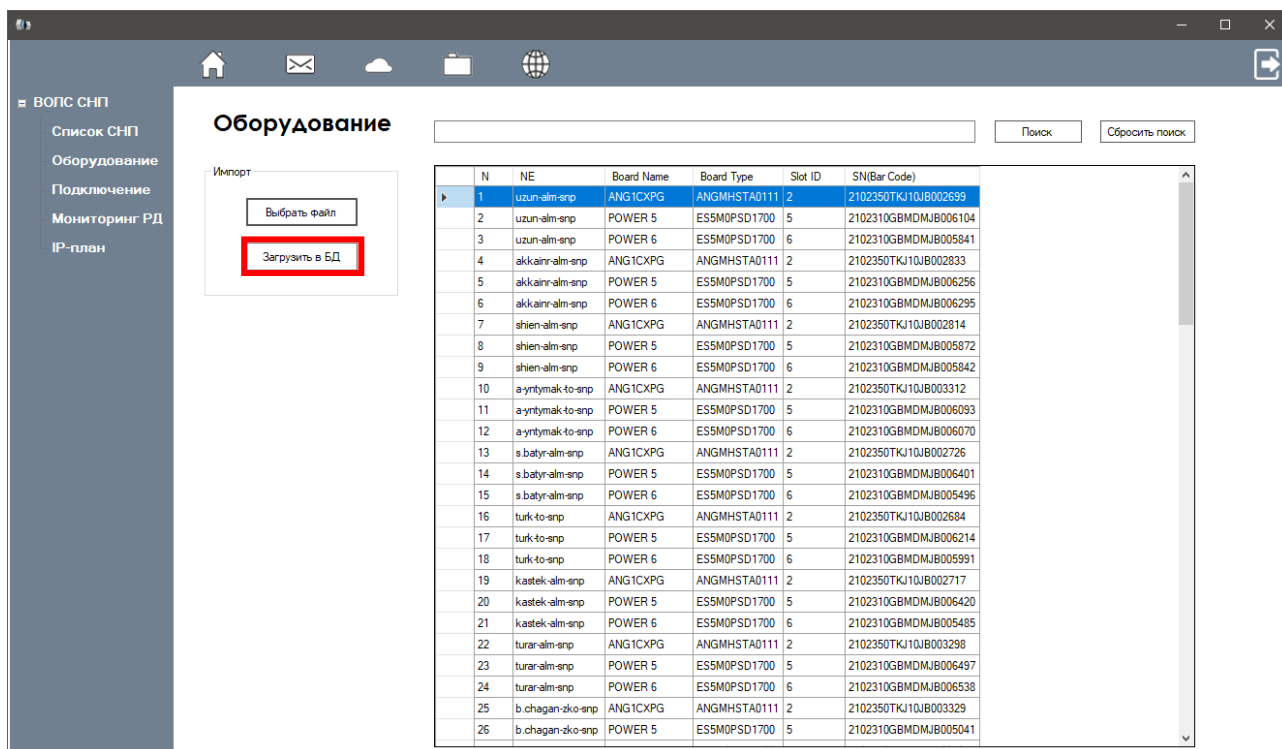 ВОПС СНП
Список СНП
Оборудование
Подключение
Мониторинг РД
IP-план
Оборудование
Поиск
Сбросить поиск
Импорт
Выбрать файл
Загрузить в БД
N NE Board Name Board Type Slot ID SN(Bar Code)
1 uzun-alm-snp ANG1CXPG ANGMHSTA0111 2 2102350TKJ10JB002699
2 uzun-alm-snp POWER 5 ES5M0PSD1700 5 2102310GBMDMJB006104
3 uzun-alm-snp POWER 6 ES5M0PSD1700 6 2102310GBMDMJB005841
4 akkainr-alm-snp ANG1CXPG ANGMHSTA0111 2 2102350TKJ10JB002833
5 akkainr-alm-snp POWER 5 ES5M0PSD1700 5 2102310GBMDMJB006256
6 akkainr-alm-snp POWER 6 ES5M0PSD1700 6 2102310GBMDMJB006295
7 shien-alm-snp ANG1CXPG ANGMHSTA0111 2 2102350TKJ10JB002814
8 shien-alm-snp POWER 5 ES5M0PSD1700 5 2102310GBMDMJB005872
9 shien-alm-snp POWER 6 ES5M0PSD1700 6 2102310GBMDMJB005842
10 a-yntymak-to-snp ANG1CXPG ANGMHSTA0111 2 2102350TKJ10JB003312
11 a-yntymak-to-snp POWER 5 ES5M0PSD1700 5 2102310GBMDMJB006093
12 a-yntymak-to-snp POWER 6 ES5M0PSD1700 6 2102310GBMDMJB006070
13 s.batyr-alm-snp ANG1CXPG ANGMHSTA0111 2 2102350TKJ10JB002726
14 s.batyr-alm-snp POWER 5 ES5M0PSD1700 5 2102310GBMDMJB006401
15 s.batyr-alm-snp POWER 6 ES5M0PSD1700 6 2102310GBMDMJB005496
16 turk-to-snp ANG1CXPG ANGMHSTA0111 2 2102350TKJ10JB002684
17 turk-to-snp POWER 5 ES5M0PSD1700 5 2102310GBMDMJB006214
18 turk-to-snp POWER 6 ES5M0PSD1700 6 2102310GBMDMJB005991
19 kastek-alm-snp ANG1CXPG ANGMHSTA0111 2 2102350TKJ10JB002717
20 kastek-alm-snp POWER 5 ES5M0PSD1700 5 2102310GBMDMJB006420
21 kastek-alm-snp POWER 6 ES5M0PSD1700 6 2102310GBMDMJB005485
22 turar-alm-snp ANG1CXPG ANGMHSTA0111 2 2102350TKJ10JB003298
23 turar-alm-snp POWER 5 ES5M0PSD1700 5 2102310GBMDMJB006497
24 turar-alm-snp POWER 6 ES5M0PSD1700 6 2102310GBMDMJB006538
25 b.chagan-zko-snp ANG1CXPG ANGMHSTA0111 2 2102350TKJ10JB003329
26 b.chagan-zko-snp POWER 5 ES5M0PSD1700 5 2102310GBMDMJB005041